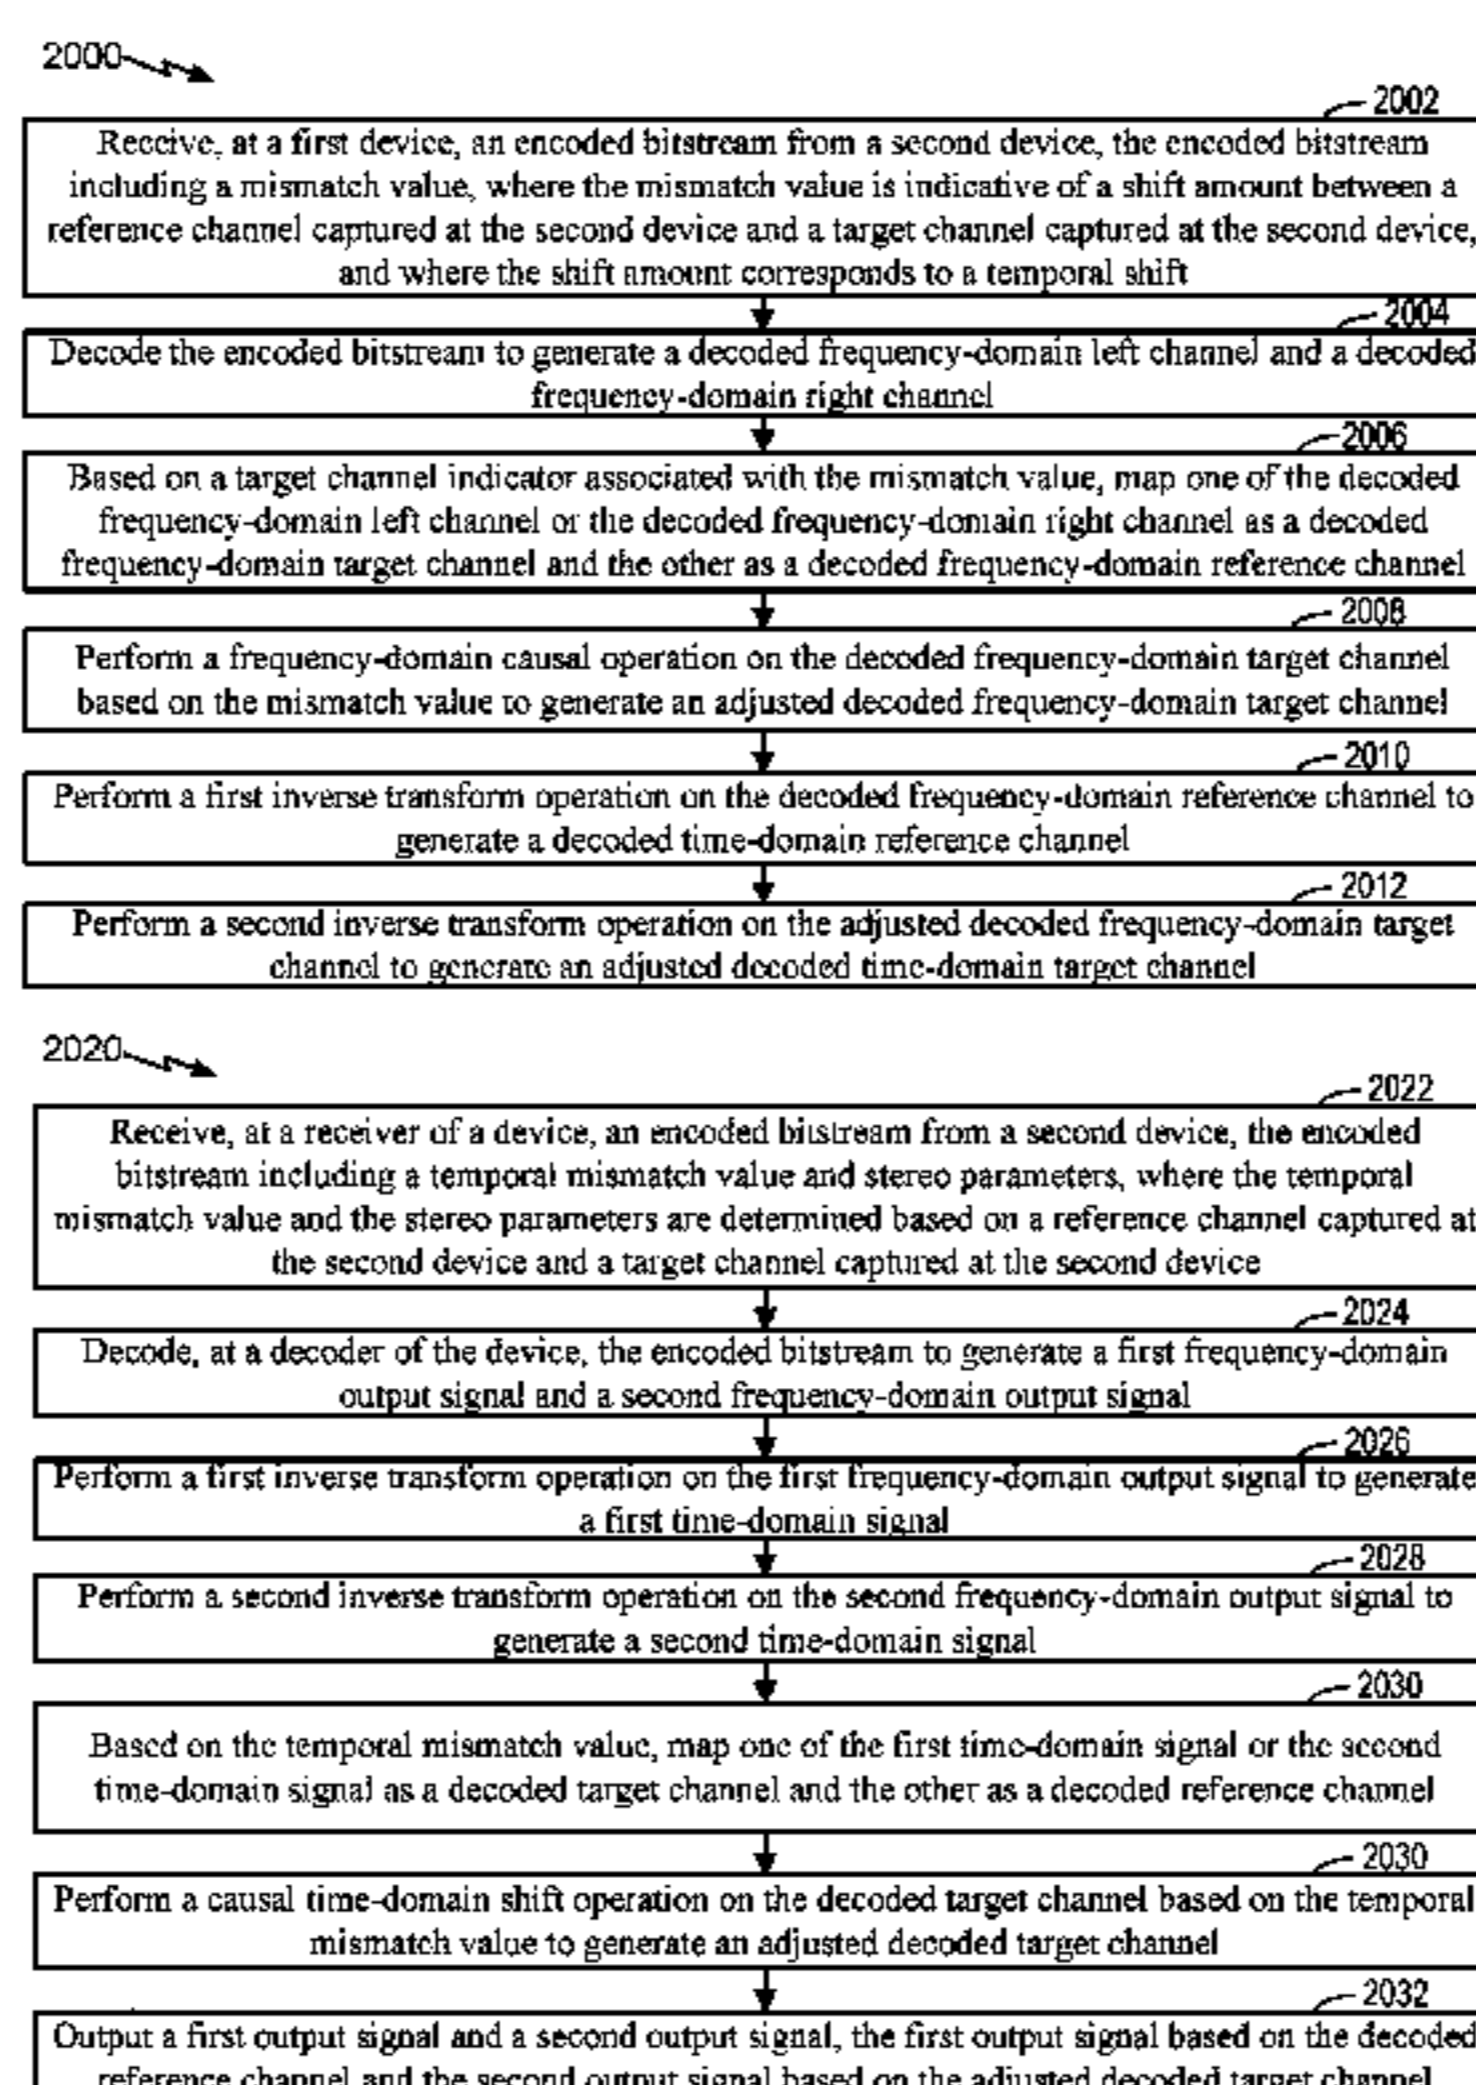 2000
2002
Receive, at a first device, an encoded bitstream from a second device, the encoded bitstream
including a mismatch value, where the mismatch value is indicative of a shift amount between a
reference channel captured at the second device and a target channel captured at the second device,
and where the shift amount corresponds to a temporal shift
2004
Decode the encoded bitstream to generate a decoded frequency-domain left channel and a decoded
frequency-domain right channel
2006
Based on a target channel indicator associated with the mismatch value, map one of the decoded
frequency-domain left channel or the decoded frequency-domain right channel as a decoded
frequency-domain target channel and the other as a decoded frequency-domain reference channel
2008
Perform a frequency-domain causal operation on the decoded frequency-domain target channel
based on the mismatch value to generate an adjusted decoded frequency-domain target channel
2010
Perform a first inverse transform operation on the decoded frequency-domain reference channel to
generate a decoded time-domain reference channel
2012
Perform a second inverse transform operation on the adjusted decoded frequency-domain target
channel to generate an adjusted decoded time-domain target channel
2020
2022
Receive, at a receiver of a device, an encoded bitstream from a second device, the encoded
bitstream including a temporal mismatch value and stereo parameters, where the temporal
mismatch value and the stereo parameters are determined based on a reference channel captured at
the second device and a target channel captured at the second device
2024
Decode, at a decoder of the device, the encoded bitstream to generate a first frequency-domain
output signal and a second frequency-domain output signal
2026
Perform a first inverse transform operation on the first frequency-domain output signal to generate
a first time-domain signal
2028
Perform a second inverse transform operation on the second frequency-domain output signal to
generate a second time-domain signal
2030
Based on the temporal mismatch value, map one of the first time-domain signal or the second
time-domain signal as a decoded target channel and the other as a decoded reference channel
2030
Perform a causal time-domain shift operation on the decoded target channel based on the temporal
mismatch value to generate an adjusted decoded target channel
2032
Output a first output signal and a second output signal, the first output signal based on the decoded
reference channel and the second output signal based on the adjusted decoded target channel